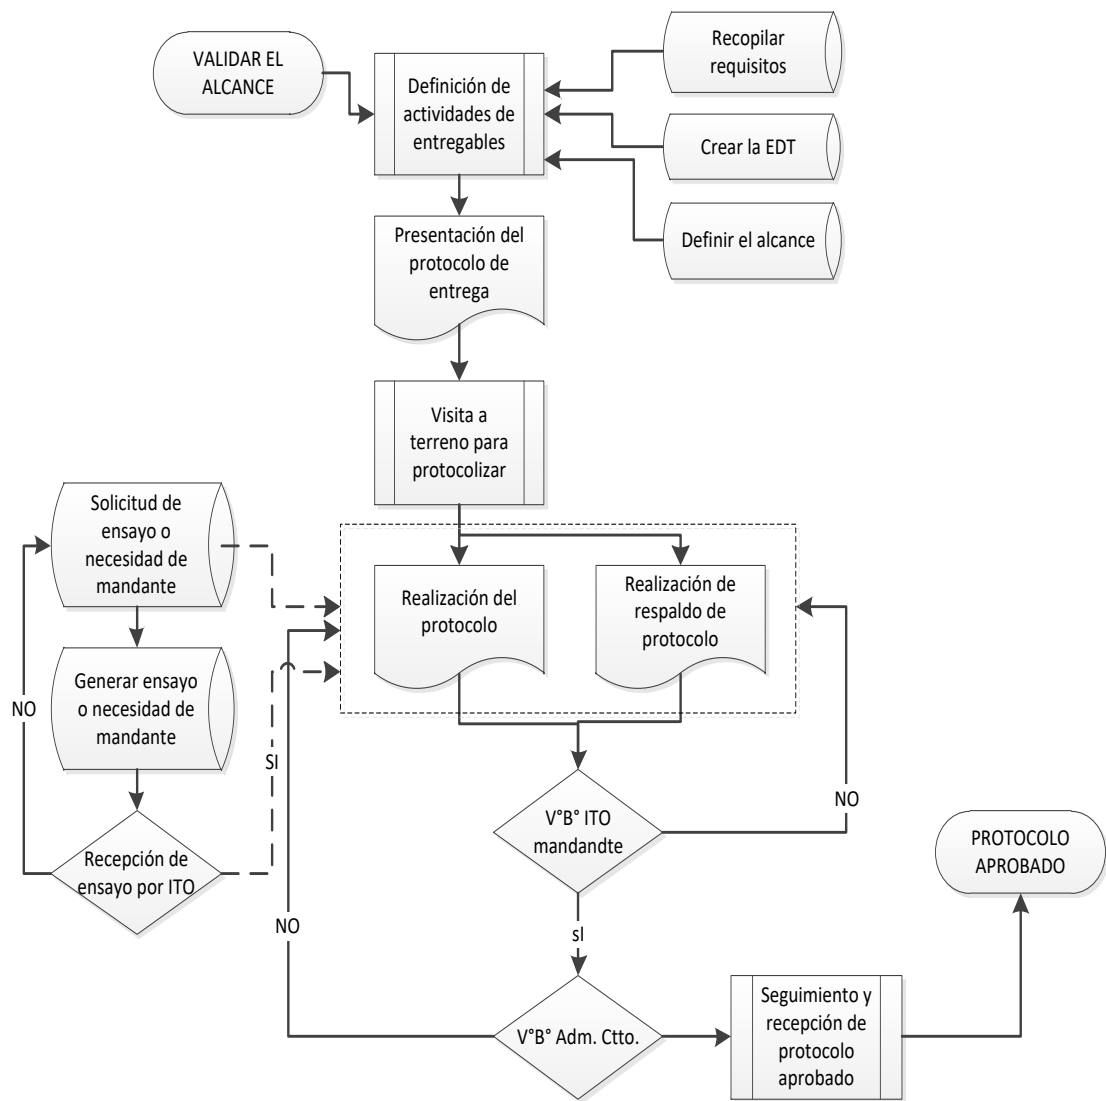 VALIDAR EL
ALCANCE
Definición de
actividades de
entregables
Recopilar
requisitos
Crear la EDT
Definir el alcance
Presentación del
protocolo de
entrega
Visita a
terreno para
protocolizar
Solicitud de
ensayo o
necesidad de
mandante
Realización del
protocolo
Realización de
respaldo de
protocolo
Generar ensayo
o necesidad de
mandante
NO
SI
Recepción de
ensayo por ITO
V°B° ITO
mandandte
NO
PROTOCOLO
APROBADO
NO
sI
V°B° Adm. Ctto.
Seguimiento y
recepción de
protocolo
aprobado